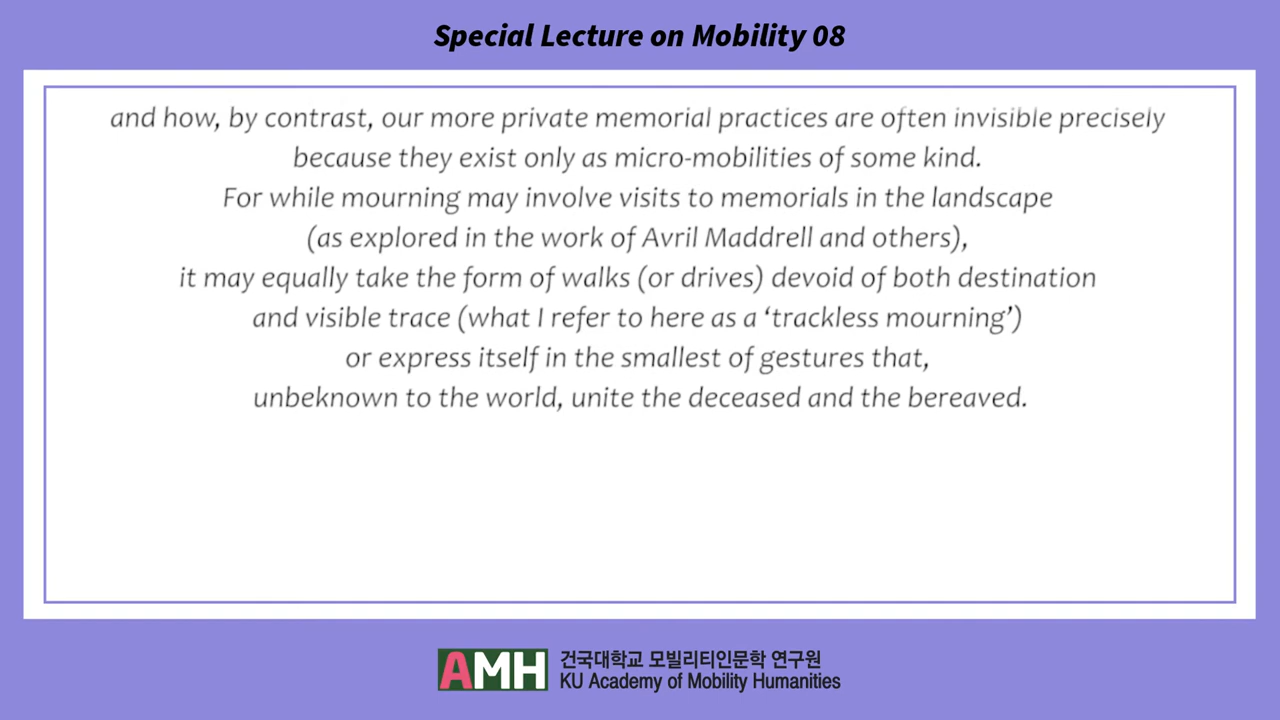 Special Lecture on Mobility 08
and how, by contrast, our more private memorial practices are often invisible precisely
because they exist only as micro-mobilities of some kind.
For while mourning may involve visits to memorials in the landscape
(as explored in the work of Avril Maddrell and others),
it may equally take the form of walks (or drives) devoid of both destination
and visible trace (what I refer to here as a ‘trackless mourning’)
or express itself in the smallest of gestures that,
unbeknown to the world, unite the deceased and the bereaved.
AMH
건국대학교 모빌리티인문학 연구원
KU Academy of Mobility Humanities